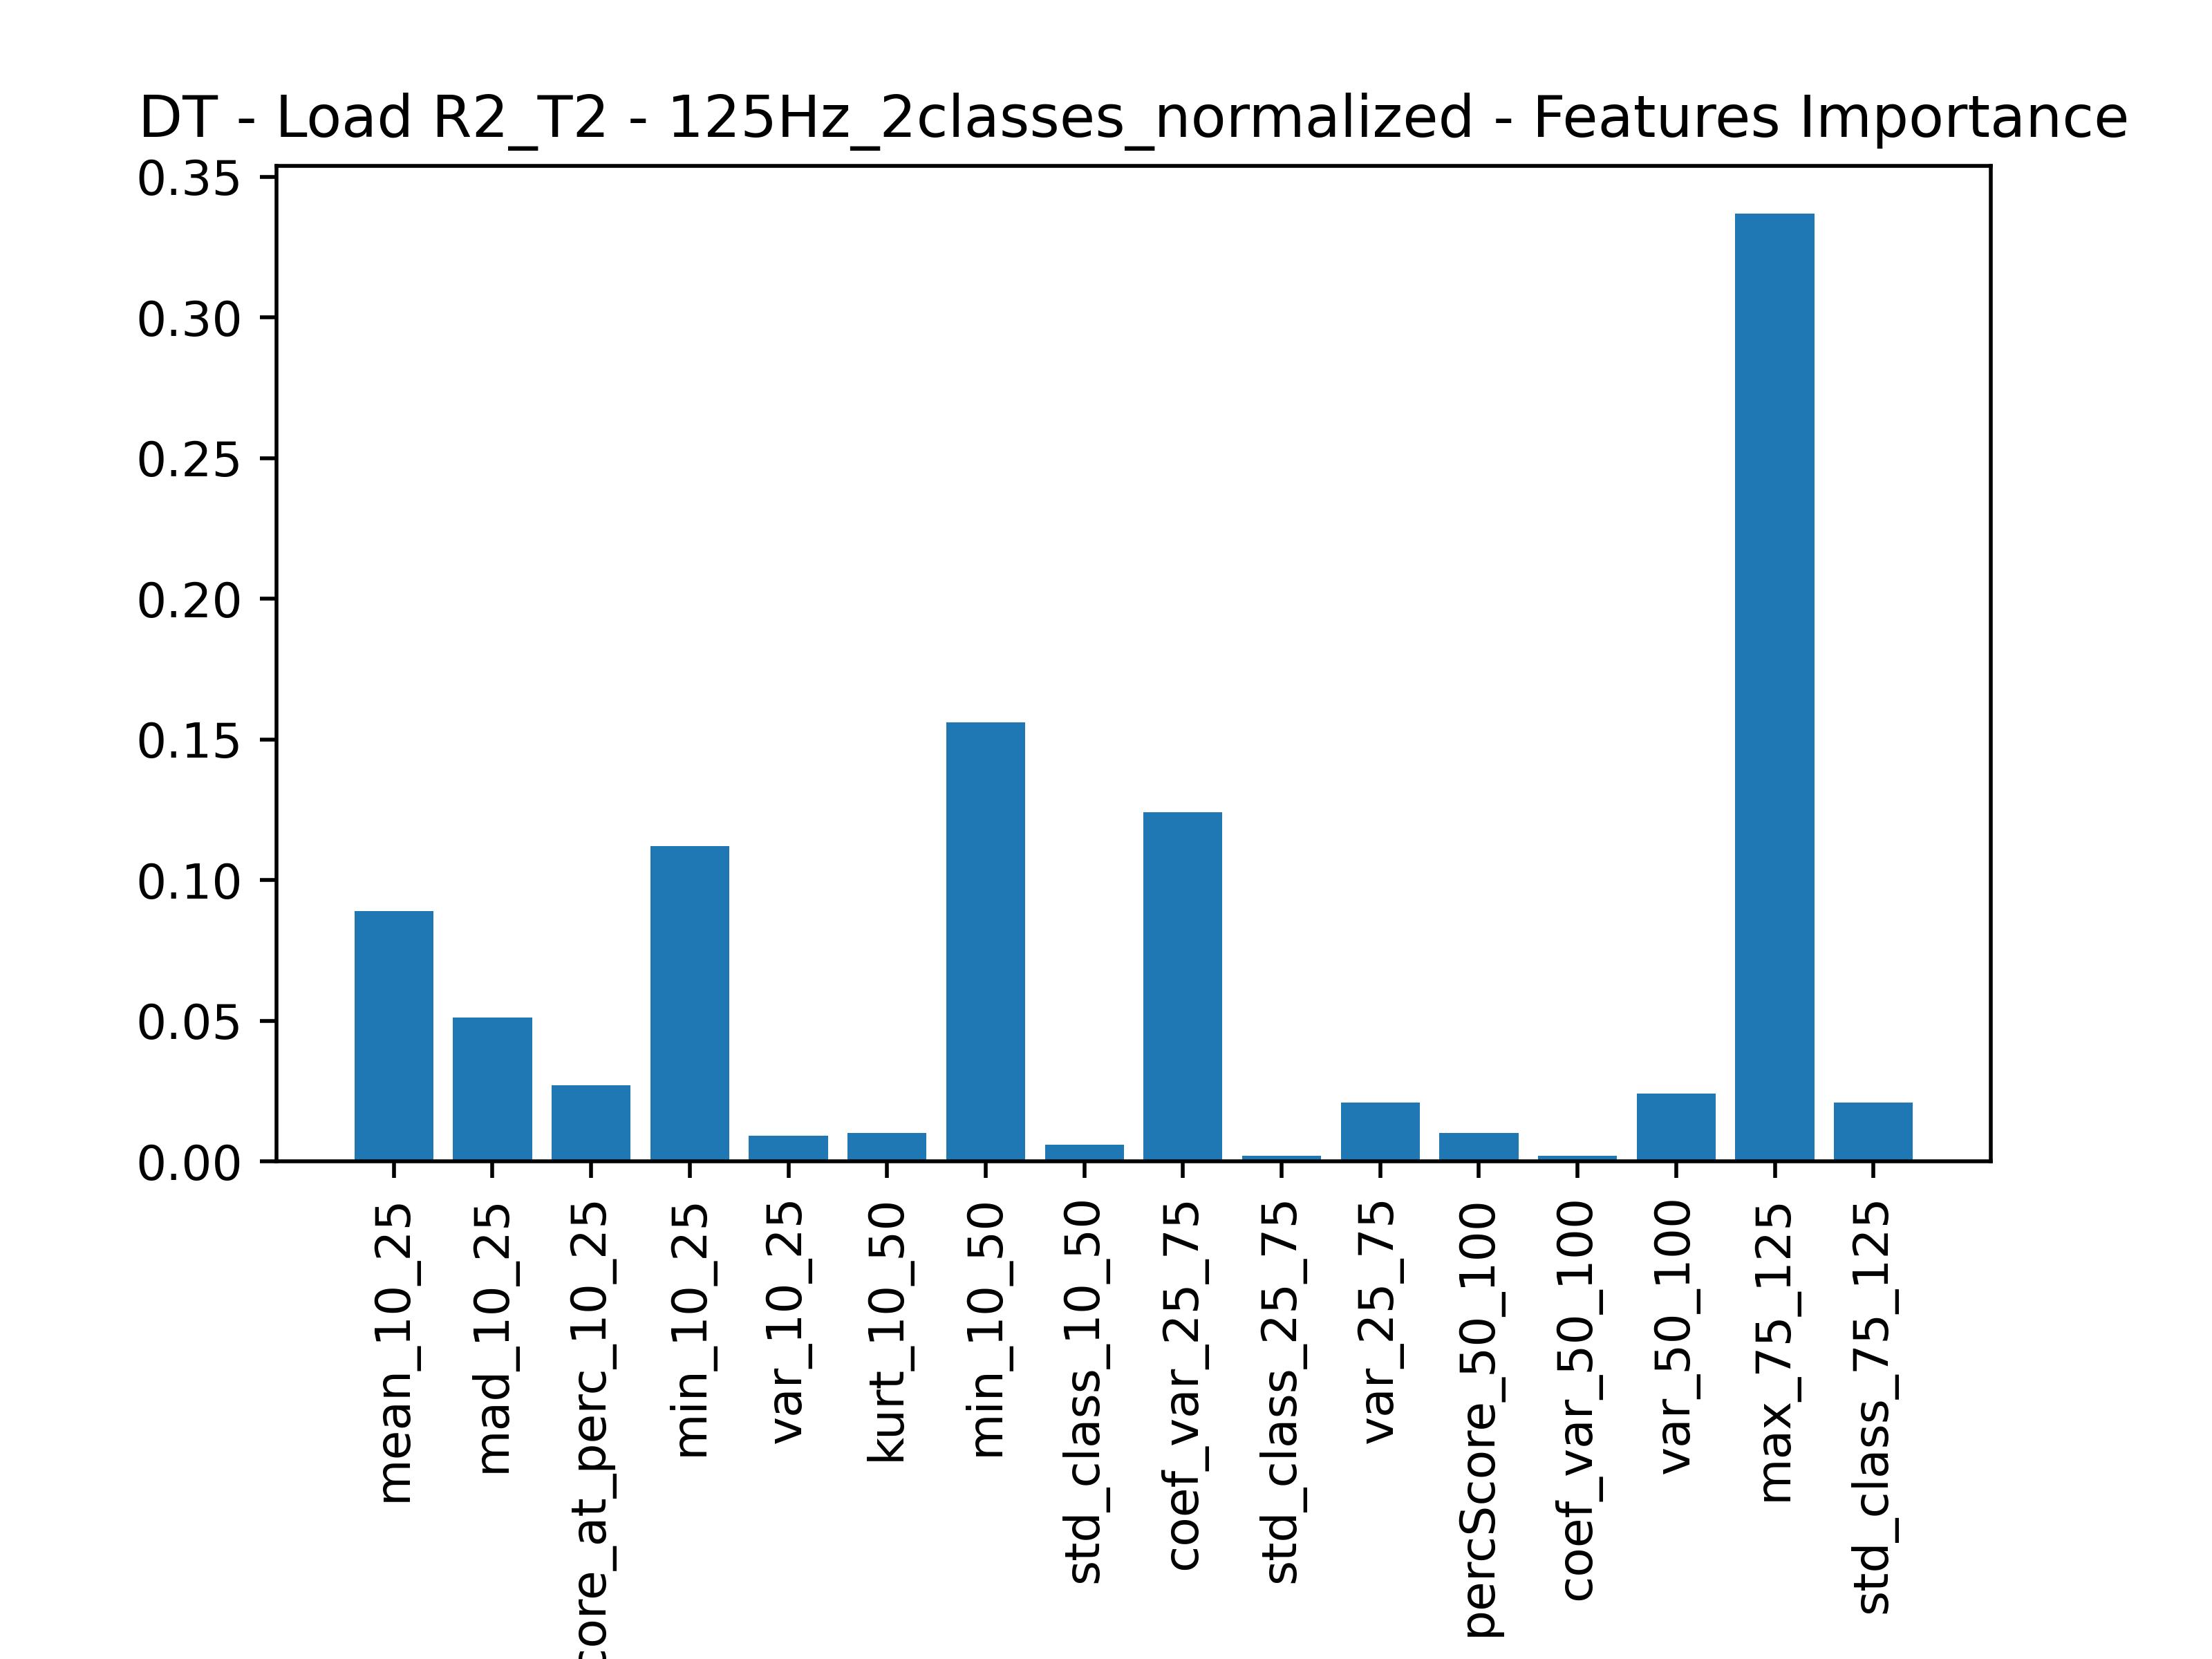 DT - Load R2_T2 - 125Hz_2classes_normalized - Features Importance
0.35
0.30
0.25
0.20
0.15
0.10
0.05
0.00
mean_10_25
mad_10_25
core_at_perc_10_25
min_10_25
var_10_25
kurt_10_50
min_10_50
std_class_10_50
coef_var_25_75
std_class_25_75
var_25_75
percScore_50_100
coef_var_50_100
var_50_100
max_75_125
std_class_75_125